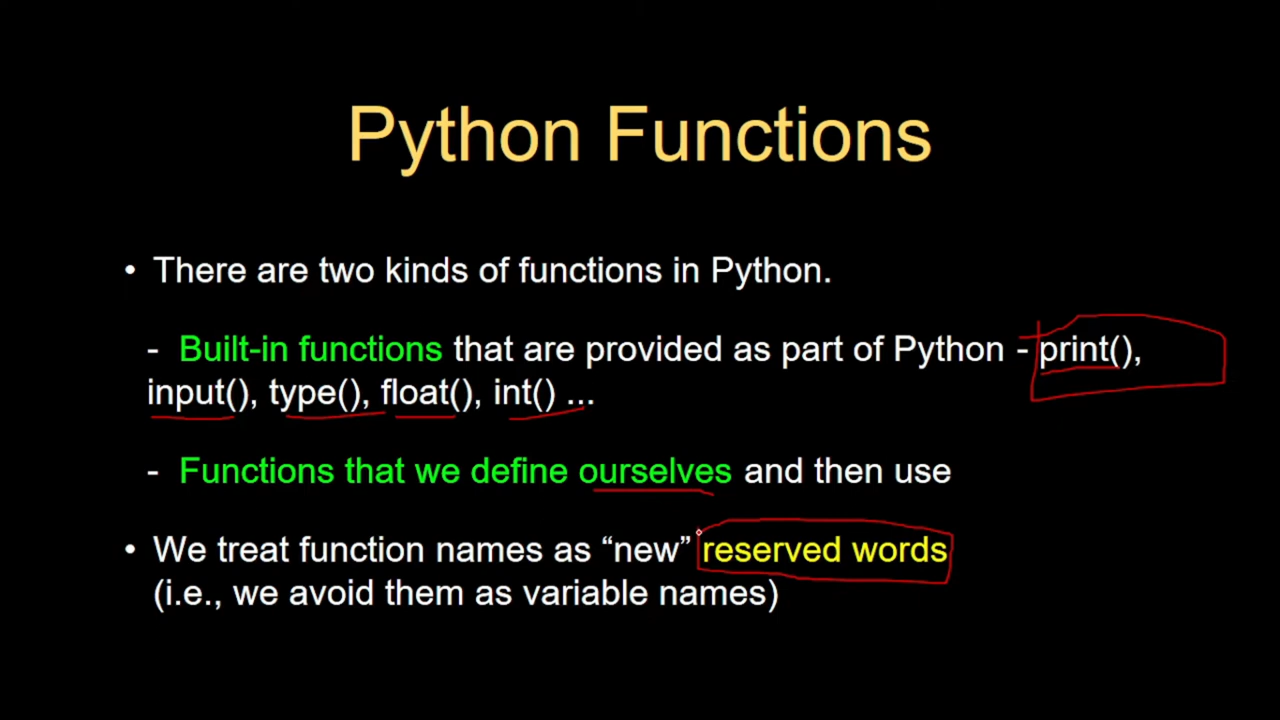 Python Functions
• There are two kinds of functions in Python.
- Built-in functions that are provided as part of Python - print(),
input(), type(), float(), int() ...
- Functions that we define ourselves and then use
• We treat function names as “new” reserved words
(i.e., we avoid them as variable names)